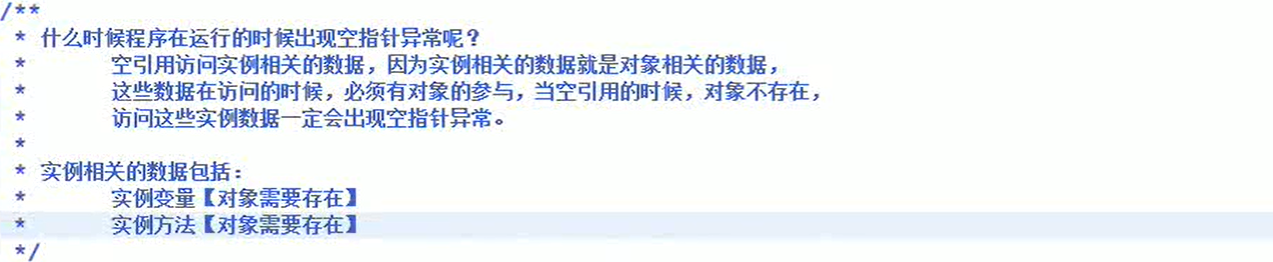 /**
* 什么时候程序在运行的时候出现空指针异常呢？
* 空引用访问实例相关的数据，因为实例相关的数据就是对象相关的数据，
* 这些数据在访问的时候，必须有对象的参与，当空引用的时候，对象不存在，
* 访问这些实例数据一定会出现空指针异常。
*
* 实例相关的数据包括：
* 实例变量【对象需要存在】
* 实例方法【对象需要存在】
*/